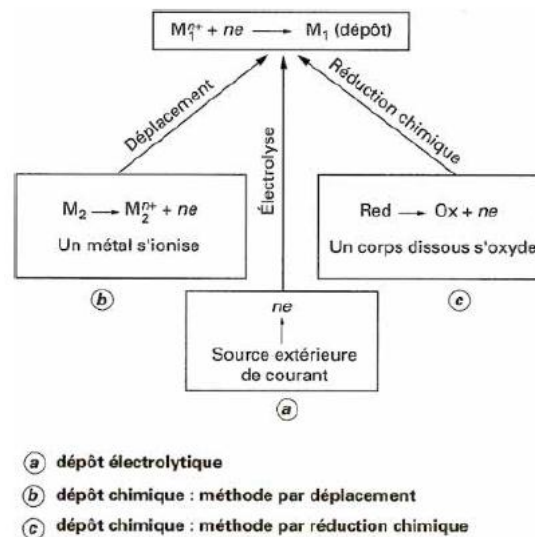 M₁ⁿ⁺ + ne ⟶ M₁ (dépôt)
Déplacement
Électrolyse
Réduction chimique
M₂ ⟶ M₂ⁿ⁺ + ne
Un métal s'ionise
b
Red ⟶ Ox + ne
Un corps dissous s'oxyde
c
ne
Source extérieure
de courant
a
a dépôt électrolytique
b dépôt chimique : méthode par déplacement
c dépôt chimique : méthode par réduction chimique